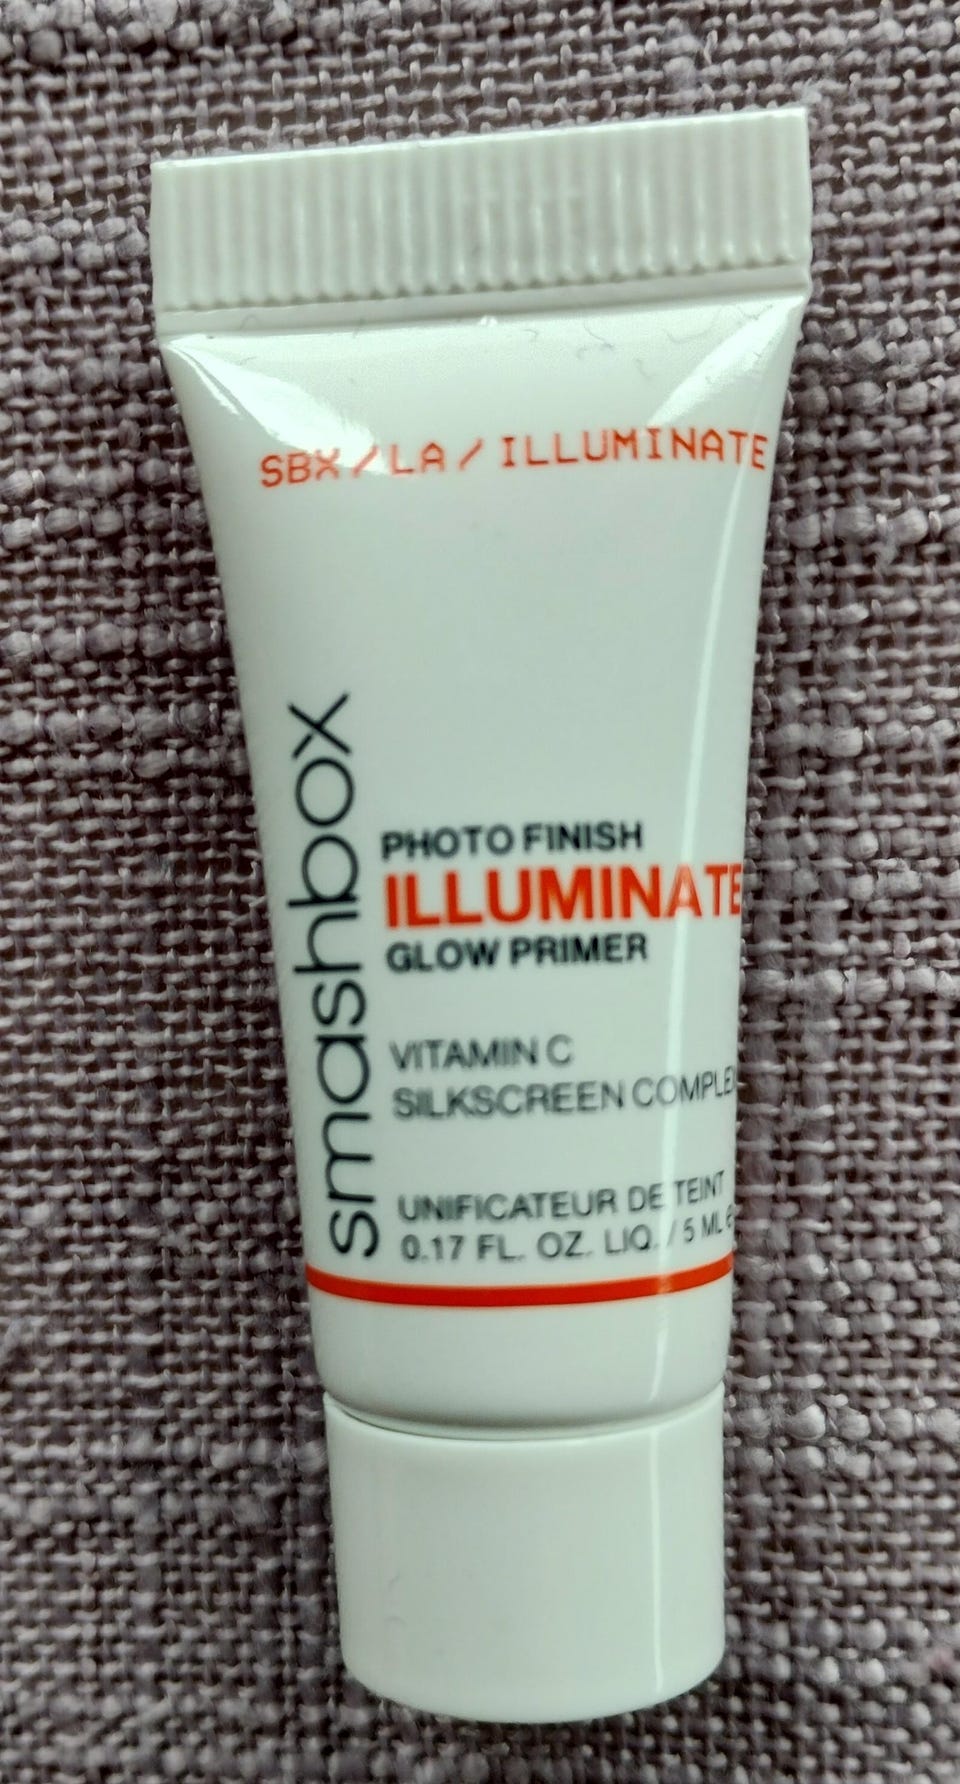 SBX/LA/ILLUMINATE
smashbox
PHOTO FINISH
ILLUMINATE
GLOW PRIMER
VITAMIN C
SILKSCREEN COMPLE
UNIFICATEUR DE TEINT
0.17 FL. OZ. LIQ. / 5 ML e